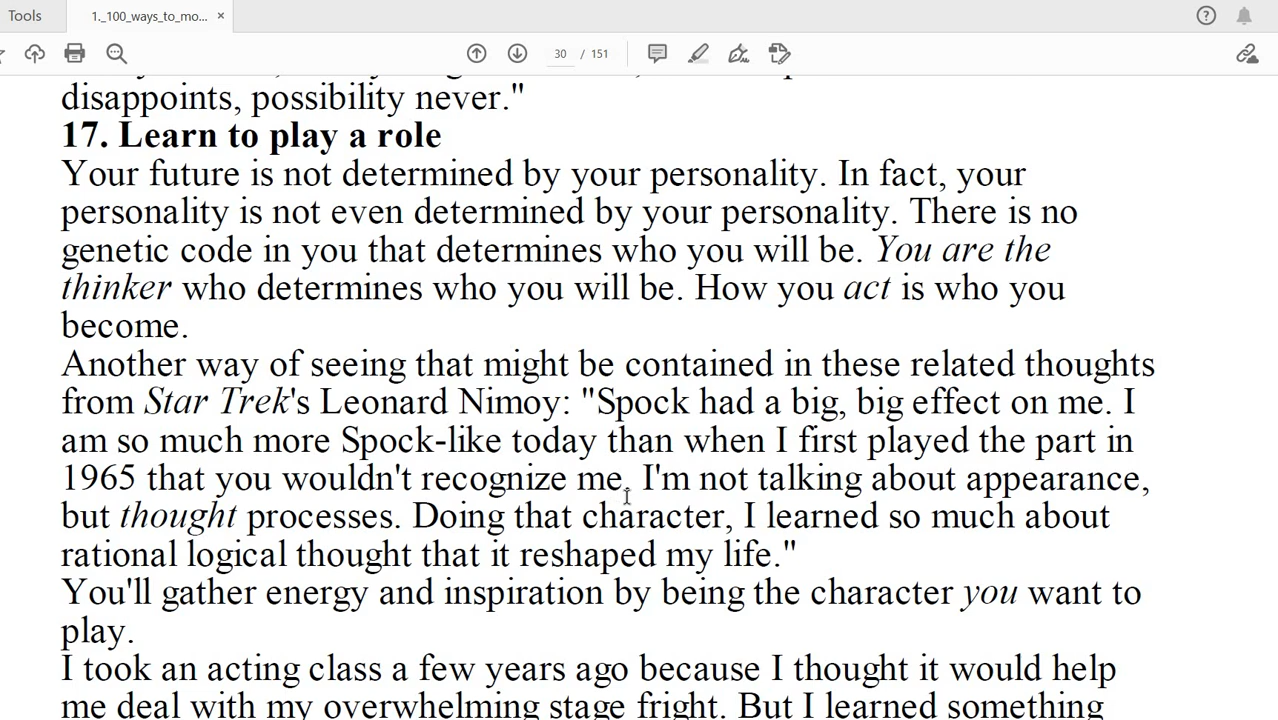 Tools
1._100_ways_to_mo... ×
30 / 151
disappoints, possibility never."
17. Learn to play a role
Your future is not determined by your personality. In fact, your
personality is not even determined by your personality. There is no
genetic code in you that determines who you will be. You are the
thinker who determines who you will be. How you act is who you
become.
Another way of seeing that might be contained in these related thoughts
from Star Trek's Leonard Nimoy: "Spock had a big, big effect on me. I
am so much more Spock-like today than when I first played the part in
1965 that you wouldn't recognize me. I'm not talking about appearance,
but thought processes. Doing that character, I learned so much about
rational logical thought that it reshaped my life."
You'll gather energy and inspiration by being the character you want to
play.
I took an acting class a few years ago because I thought it would help
me deal with my overwhelming stage fright. But I learned something